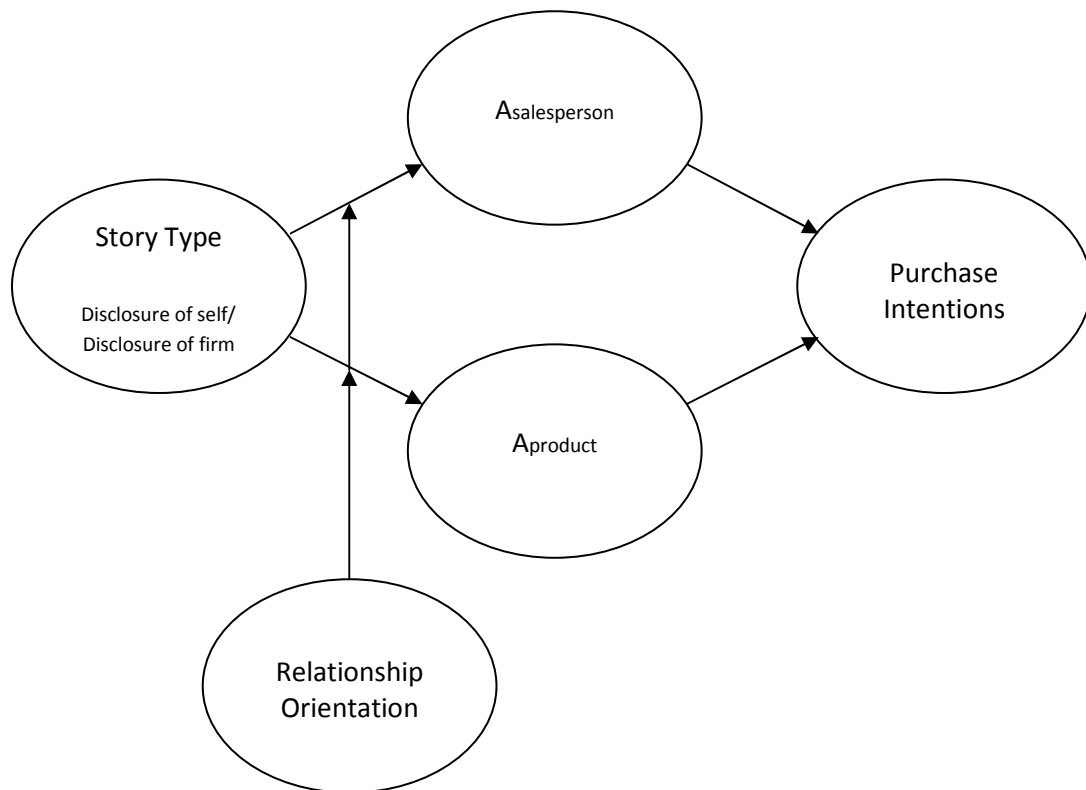 Asalesperson
Story Type
Disclosure of self/
Disclosure of firm
Purchase
Intentions
Aproduct
Relationship
Orientation